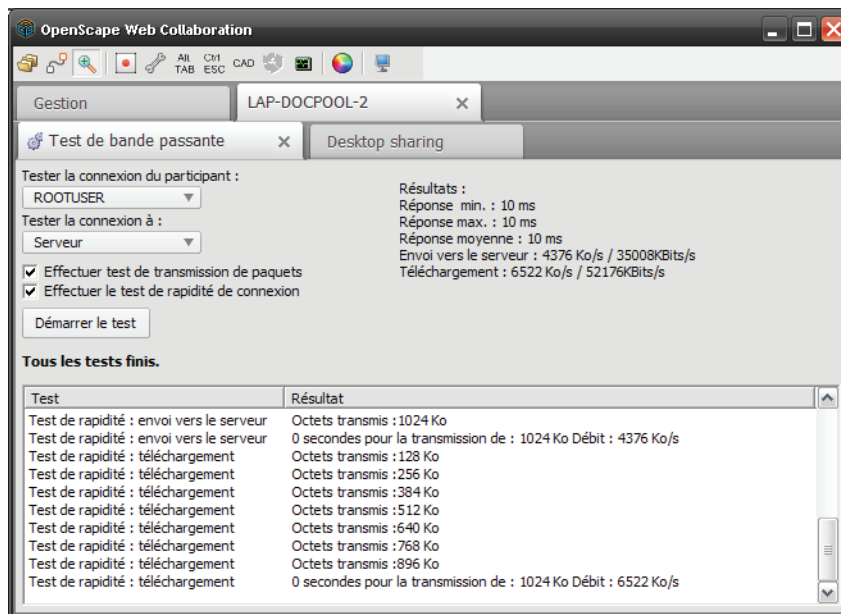 OpenScape Web Collaboration
Alt TAB
Ctrl ESC
CAD
Gestion
LAP-DOCPOOL-2
Test de bande passante
Desktop sharing
Tester la connexion du participant :
ROOTUSER
Tester la connexion à :
Serveur
Effectuer test de transmission de paquets
Effectuer le test de rapidité de connexion
Démarrer le test
Résultats :
Réponse min. : 10 ms
Réponse max. : 10 ms
Réponse moyenne : 10 ms
Envoi vers le serveur : 4376 Ko/s / 35008KBits/s
Téléchargement : 6522 Ko/s / 52176KBits/s
Tous les tests finis.
Test Résultat
Test de rapidité : envoi vers le serveur Octets transmis :1024 Ko
Test de rapidité : envoi vers le serveur 0 secondes pour la transmission de : 1024 Ko Débit : 4376 Ko/s
Test de rapidité : téléchargement Octets transmis :128 Ko
Test de rapidité : téléchargement Octets transmis :256 Ko
Test de rapidité : téléchargement Octets transmis :384 Ko
Test de rapidité : téléchargement Octets transmis :512 Ko
Test de rapidité : téléchargement Octets transmis :640 Ko
Test de rapidité : téléchargement Octets transmis :768 Ko
Test de rapidité : téléchargement Octets transmis :896 Ko
Test de rapidité : téléchargement 0 secondes pour la transmission de : 1024 Ko Débit : 6522 Ko/s